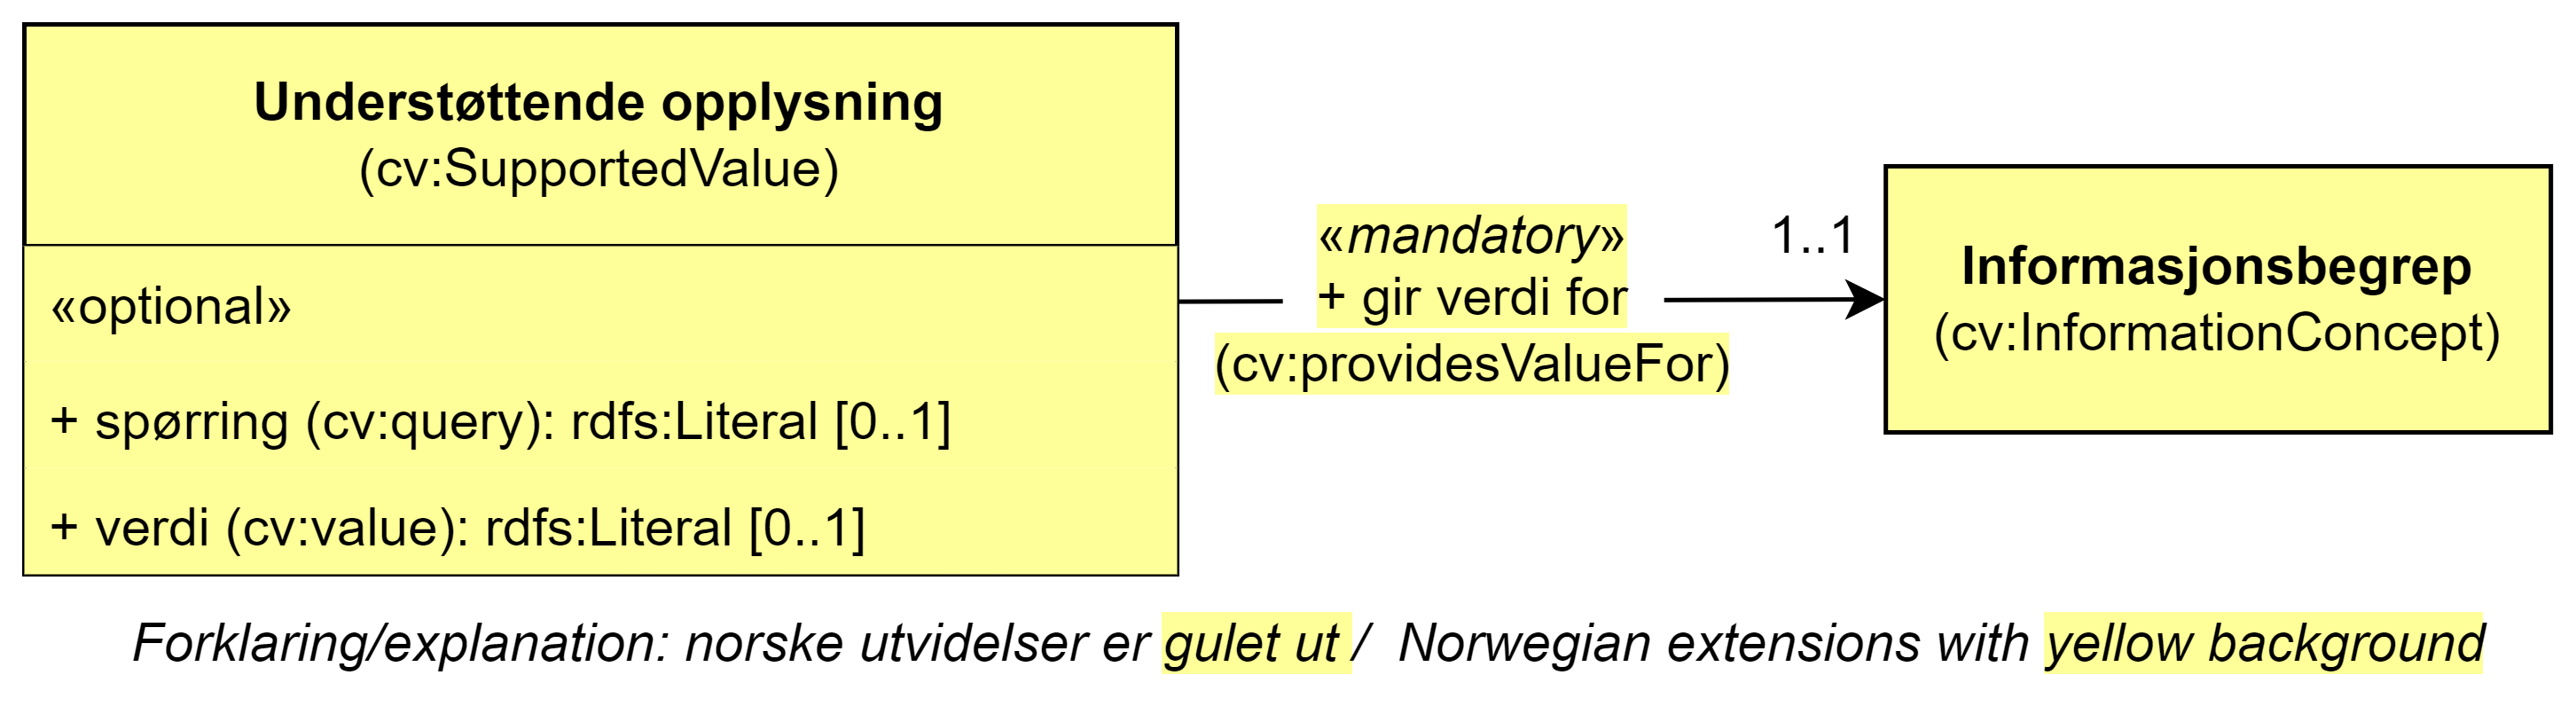 Understøttende opplysning
(cv:SupportedValue)
«optional»
+ spørring (cv:query): rdfs:Literal [0..1]
+ verdi (cv:value): rdfs:Literal [0..1]
«mandatory»
+ gir verdi for
(cv:providesValueFor)
1..1
Informasjonsbegrep
(cv:InformationConcept)
Forklaring/explanation: norske utvidelser er gulet ut / Norwegian extensions with yellow background